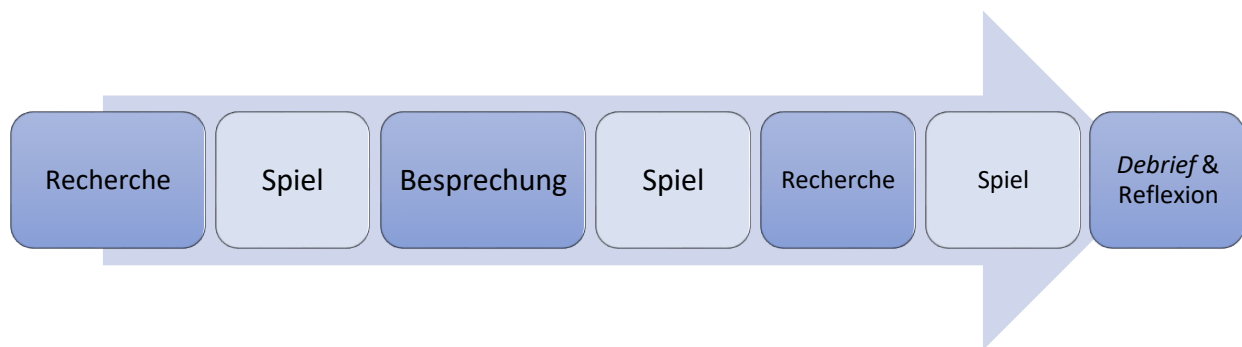 Recherche
Spiel
Besprechung
Spiel
Recherche
Spiel
Debrief &
Reflexion